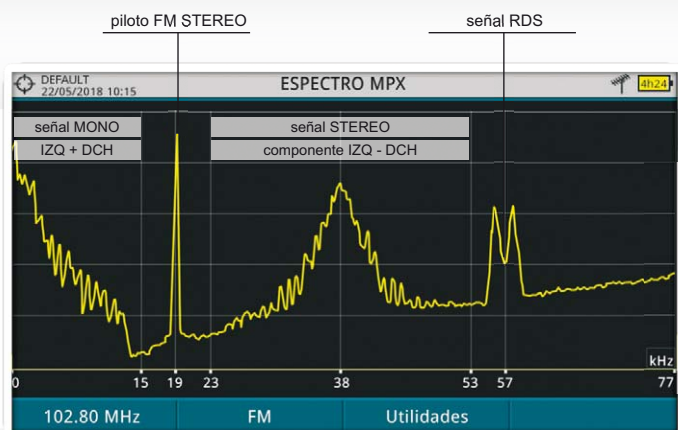 piloto FM STEREO
señal RDS
DEFAULT
22/05/2018 10:15
ESPECTRO MPX
4h24
señal MONO
señal STEREO
IZQ + DCH
componente IZQ - DCH
kHz
0 15 19 23 38 53 57 77
102.80 MHz FM Utilidades